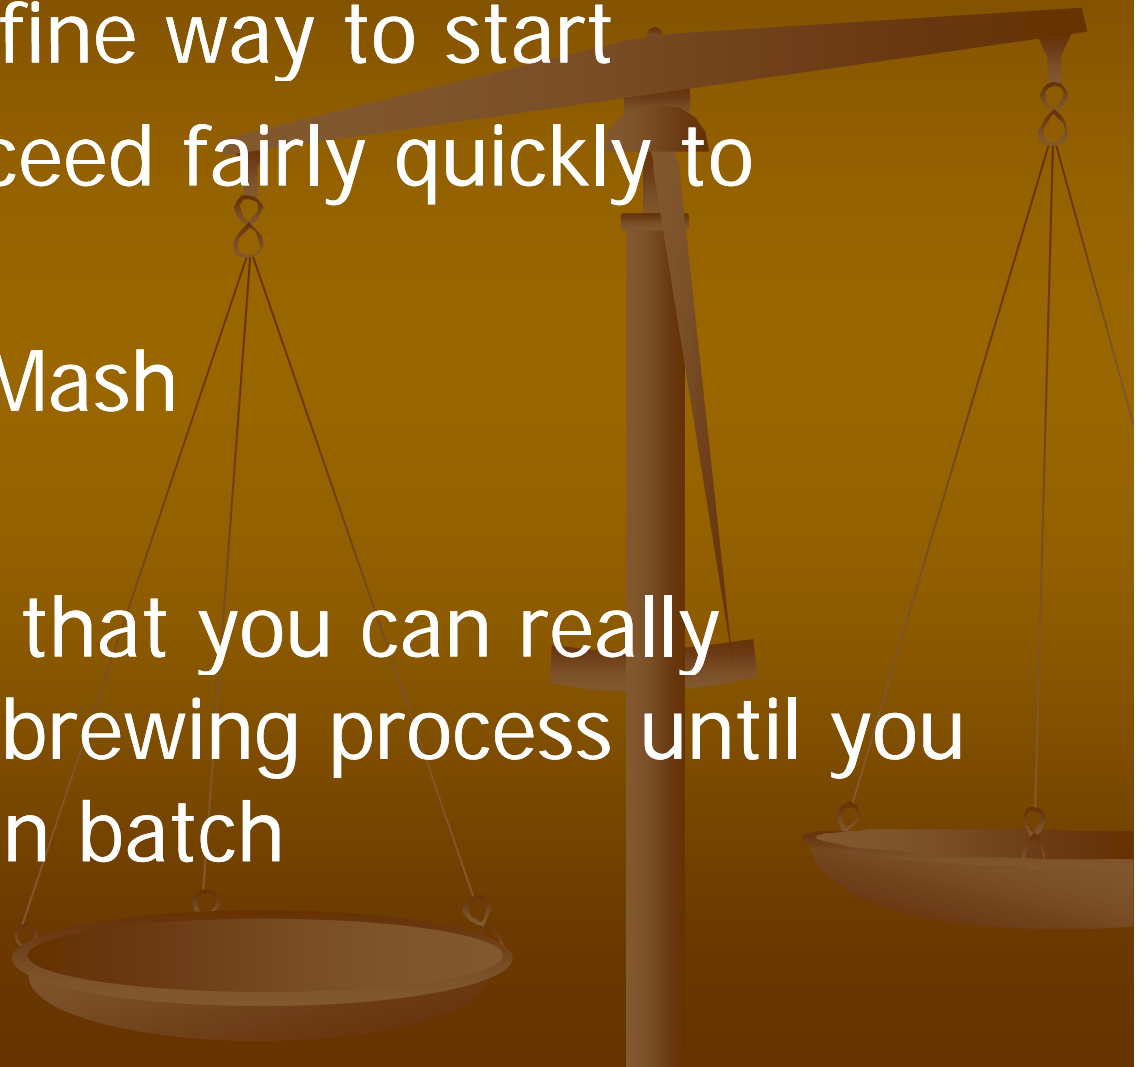 fine way to start
ceed fairly quickly to
Mash
that you can really
brewing process until you
n batch